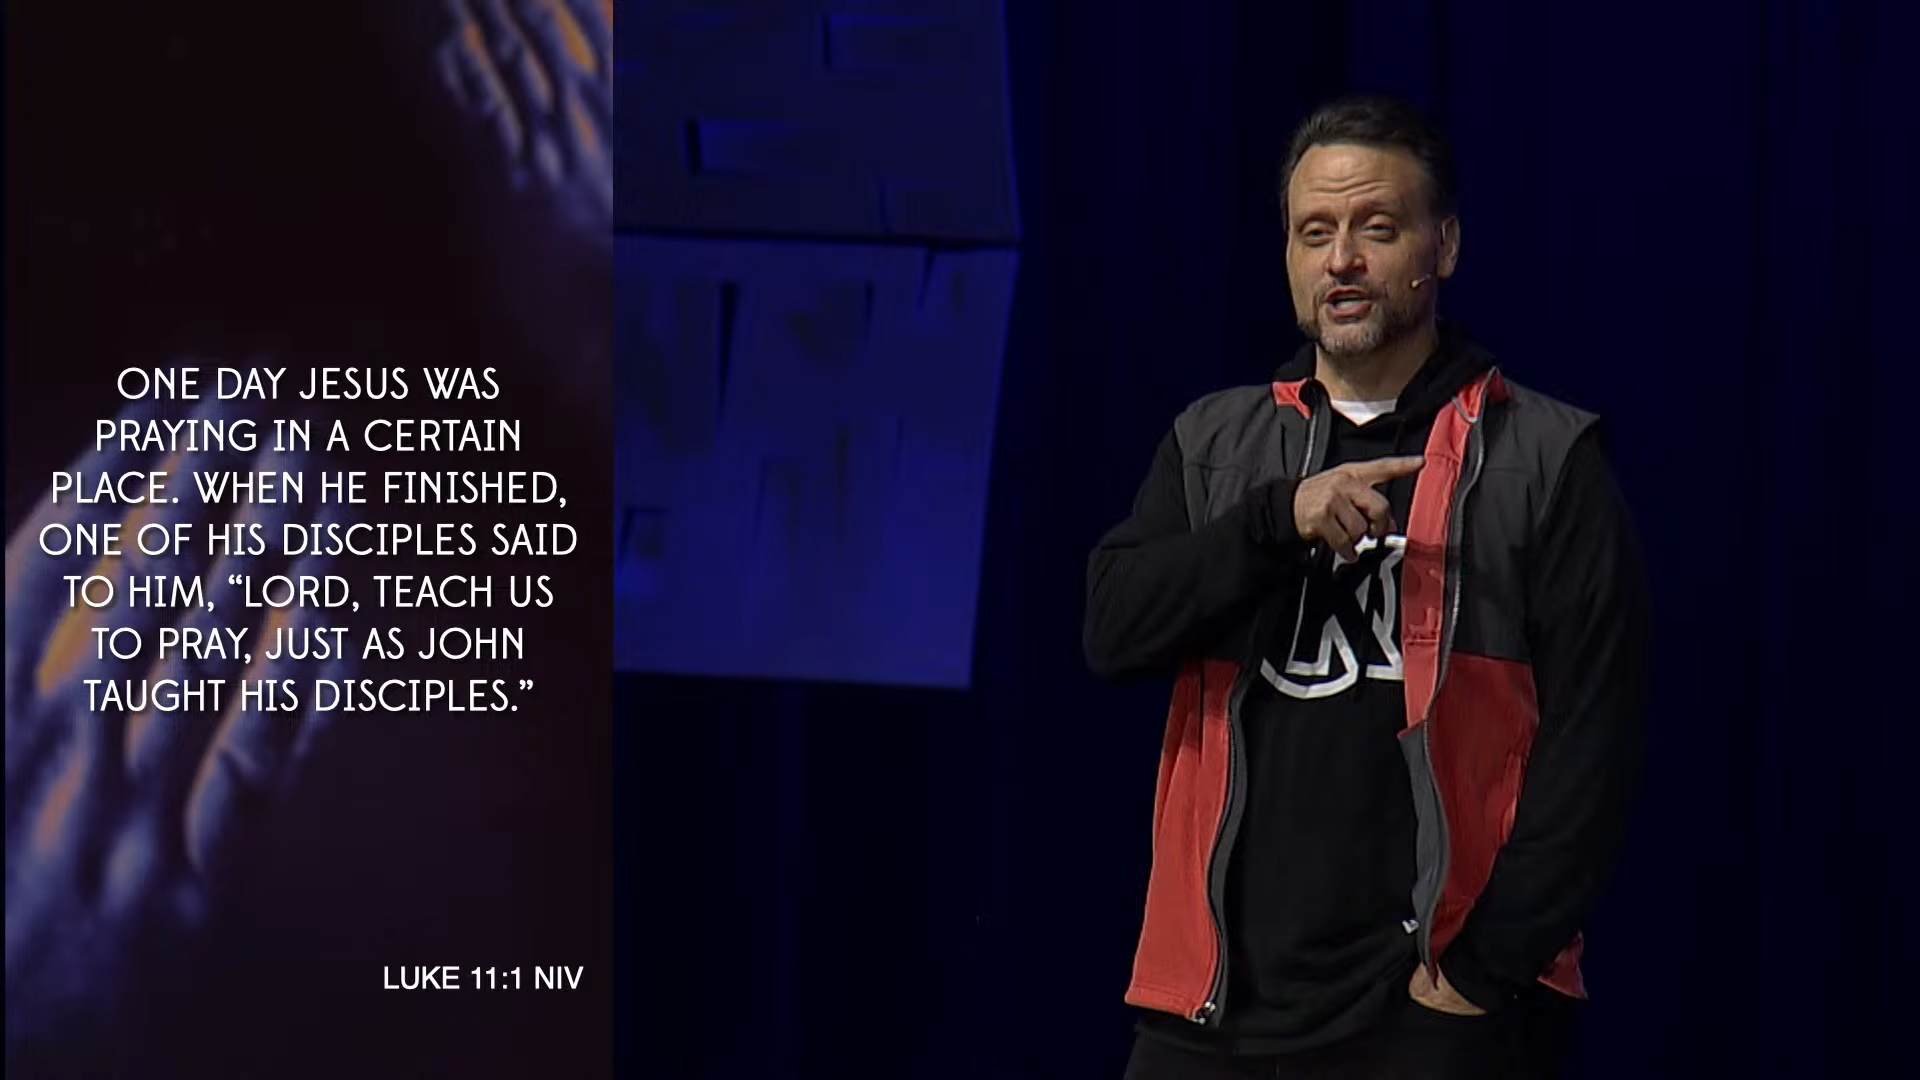 ONE DAY JESUS WAS
PRAYING IN A CERTAIN
PLACE. WHEN HE FINISHED,
ONE OF HIS DISCIPLES SAID
TO HIM, “LORD, TEACH US
TO PRAY, JUST AS JOHN
TAUGHT HIS DISCIPLES.”
LUKE 11:1 NIV